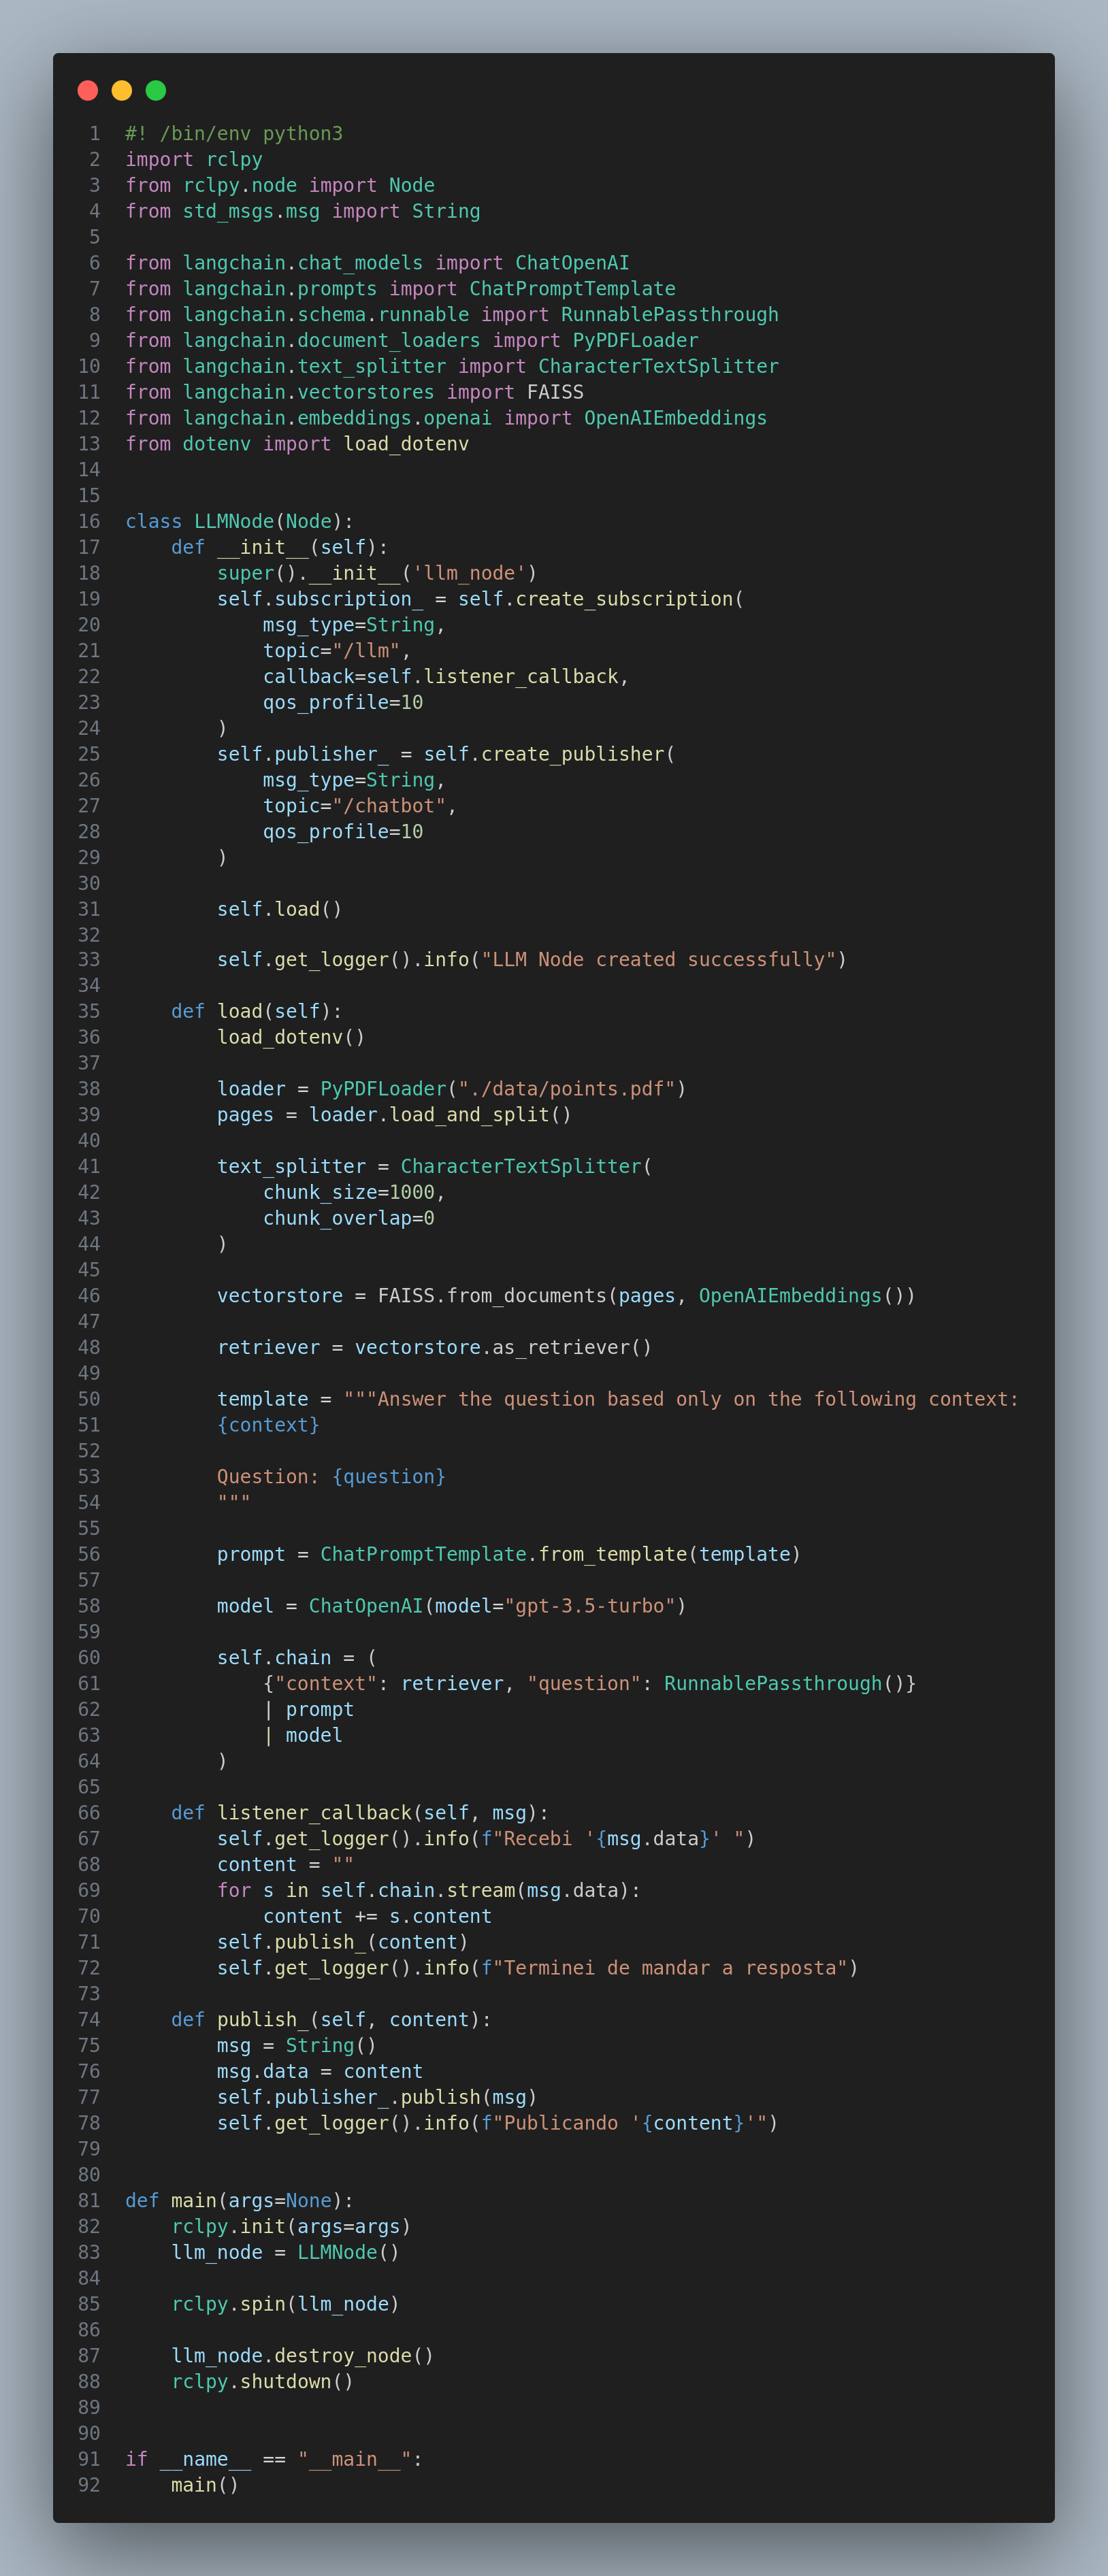 1 #! /bin/env python3
2 import rclpy
3 from rclpy.node import Node
4 from std_msgs.msg import String
5
6 from langchain.chat_models import ChatOpenAI
7 from langchain.prompts import ChatPromptTemplate
8 from langchain.schema.runnable import RunnablePassthrough
9 from langchain.document_loaders import PyPDFLoader
10 from langchain.text_splitter import CharacterTextSplitter
11 from langchain.vectorstores import FAISS
12 from langchain.embeddings.openai import OpenAIEmbeddings
13 from dotenv import load_dotenv
14
15
16 class LLMNode(Node):
17     def __init__(self):
18         super().__init__('llm_node')
19         self.subscription_ = self.create_subscription(
20             msg_type=String,
21             topic="/llm",
22             callback=self.listener_callback,
23             qos_profile=10
24         )
25         self.publisher_ = self.create_publisher(
26             msg_type=String,
27             topic="/chatbot",
28             qos_profile=10
29         )
30
31         self.load()
32
33         self.get_logger().info("LLM Node created successfully")
34
35     def load(self):
36         load_dotenv()
37
38         loader = PyPDFLoader("./data/points.pdf")
39         pages = loader.load_and_split()
40
41         text_splitter = CharacterTextSplitter(
42             chunk_size=1000,
43             chunk_overlap=0
44         )
45
46         vectorstore = FAISS.from_documents(pages, OpenAIEmbeddings())
47
48         retriever = vectorstore.as_retriever()
49
50         template = """Answer the question based only on the following context:
51         {context}
52
53         Question: {question}
54         """
55
56         prompt = ChatPromptTemplate.from_template(template)
57
58         model = ChatOpenAI(model="gpt-3.5-turbo")
59
60         self.chain = (
61             {"context": retriever, "question": RunnablePassthrough()}
62             | prompt
63             | model
64         )
65
66     def listener_callback(self, msg):
67         self.get_logger().info(f"Recebi '{msg.data}' ")
68         content = ""
69         for s in self.chain.stream(msg.data):
70             content += s.content
71         self.publish_(content)
72         self.get_logger().info(f"Terminei de mandar a resposta")
73
74     def publish_(self, content):
75         msg = String()
76         msg.data = content
77         self.publisher_.publish(msg)
78         self.get_logger().info(f"Publicando '{content}'")
79
80
81 def main(args=None):
82     rclpy.init(args=args)
83     llm_node = LLMNode()
84
85     rclpy.spin(llm_node)
86
87     llm_node.destroy_node()
88     rclpy.shutdown()
89
90
91 if __name__ == "__main__":
92     main()